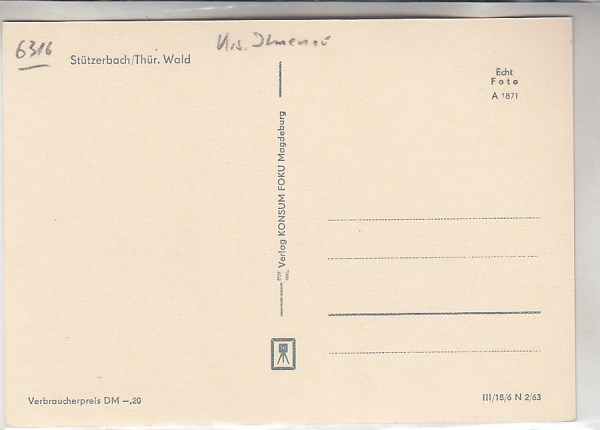 6316
Krs. Ilmenau
Stützerbach/Thür. Wald
Echt
Foto
A 1871
Verlag KONSUM FOKU Magdeburg
Verbraucherpreis DM —,20
III/18/6 N 2/63